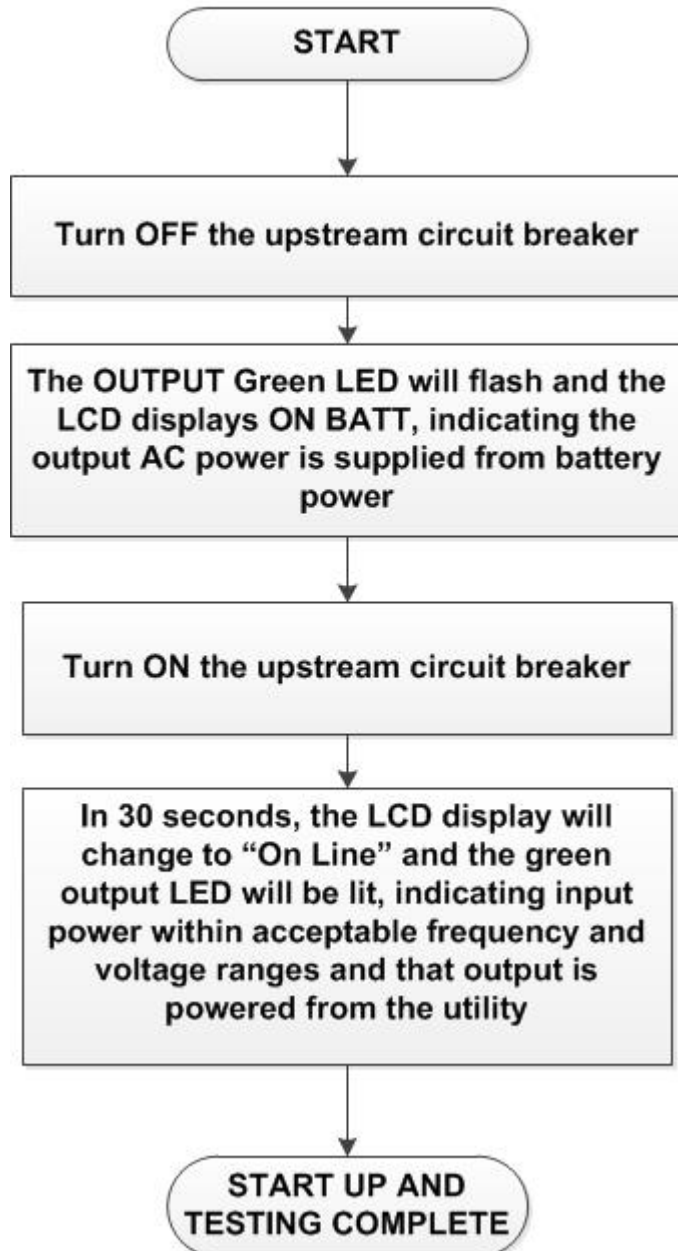 START
Turn OFF the upstream circuit breaker
The OUTPUT Green LED will flash and the
LCD displays ON BATT, indicating the
output AC power is supplied from battery
power
Turn ON the upstream circuit breaker
In 30 seconds, the LCD display will
change to “On Line” and the green
output LED will be lit, indicating input
power within acceptable frequency and
voltage ranges and that output is
powered from the utility
START UP AND
TESTING COMPLETE